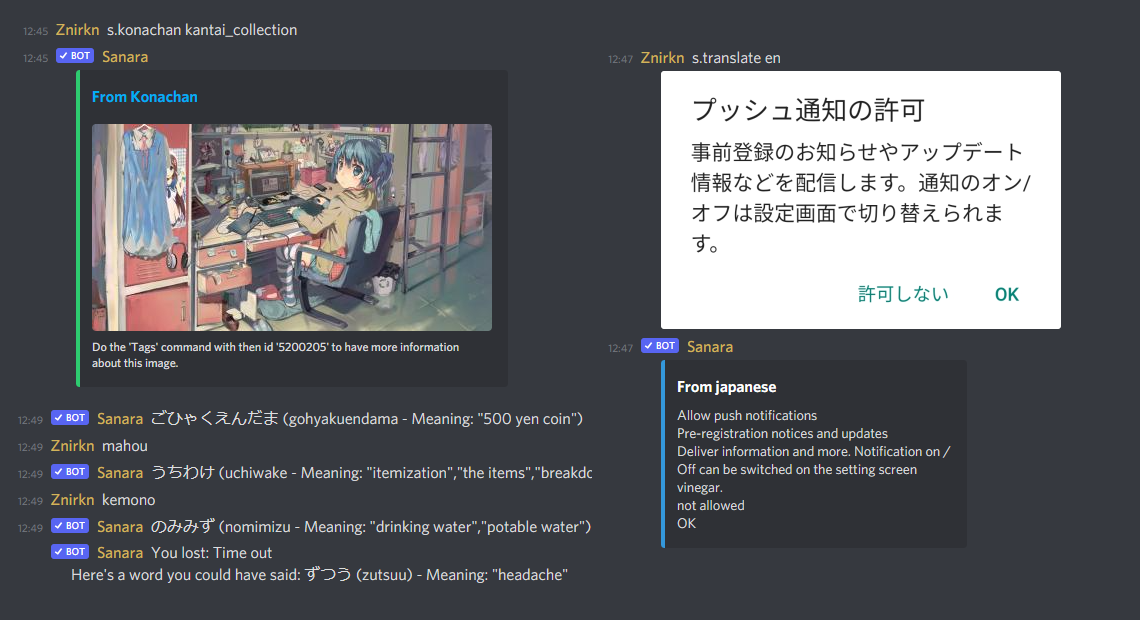 12:45 Znirkn s.konachan kantai_collection
12:45 ✓ BOT Sanara
From Konachan
Do the 'Tags' command with then id '5200205' to have more information
about this image.
12:49 ✓ BOT Sanara ごひゃくえんだま (gohyakuendama - Meaning: "500 yen coin")
12:49 Znirkn mahou
12:49 ✓ BOT Sanara うちわけ (uchiwake - Meaning: "itemization","the items","breakdo
12:49 Znirkn kemono
12:49 ✓ BOT Sanara のみみず (nomimizu - Meaning: "drinking water","potable water")
✓ BOT Sanara You lost: Time out
Here's a word you could have said: ずつう (zutsuu) - Meaning: "headache"
12:47 Znirkn s.translate en
プッシュ通知の許可
事前登録のお知らせやアップデート
情報などを配信します。通知のオン/
オフは設定画面で切り替えられま
す。
許可しない OK
12:47 ✓ BOT Sanara
From japanese
Allow push notifications
Pre-registration notices and updates
Deliver information and more. Notification on /
Off can be switched on the setting screen
vinegar.
not allowed
OK